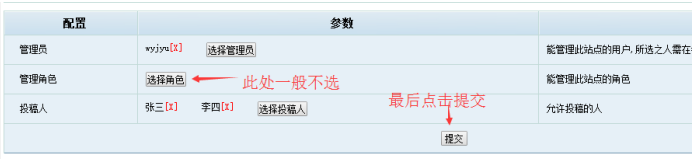 配置 参数
管理员 wyjyu[X] 选择管理员 能管理此站点的用户,所选之人需在
管理角色 选择角色 此处一般不选 能管理此站点的角色
最后点击提交
投稿人 张三[X] 李四[X] 选择投稿人 允许投稿的人
提交